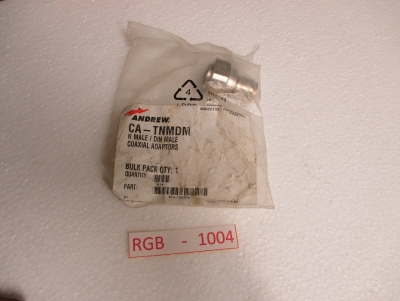 4
ANDREW.
CA-TNMDM
N MALE / DIN MALE
COAXIAL ADAPTORS
BULK PACK QTY: 1
QUANTITY:
PART:
RGB - 1004